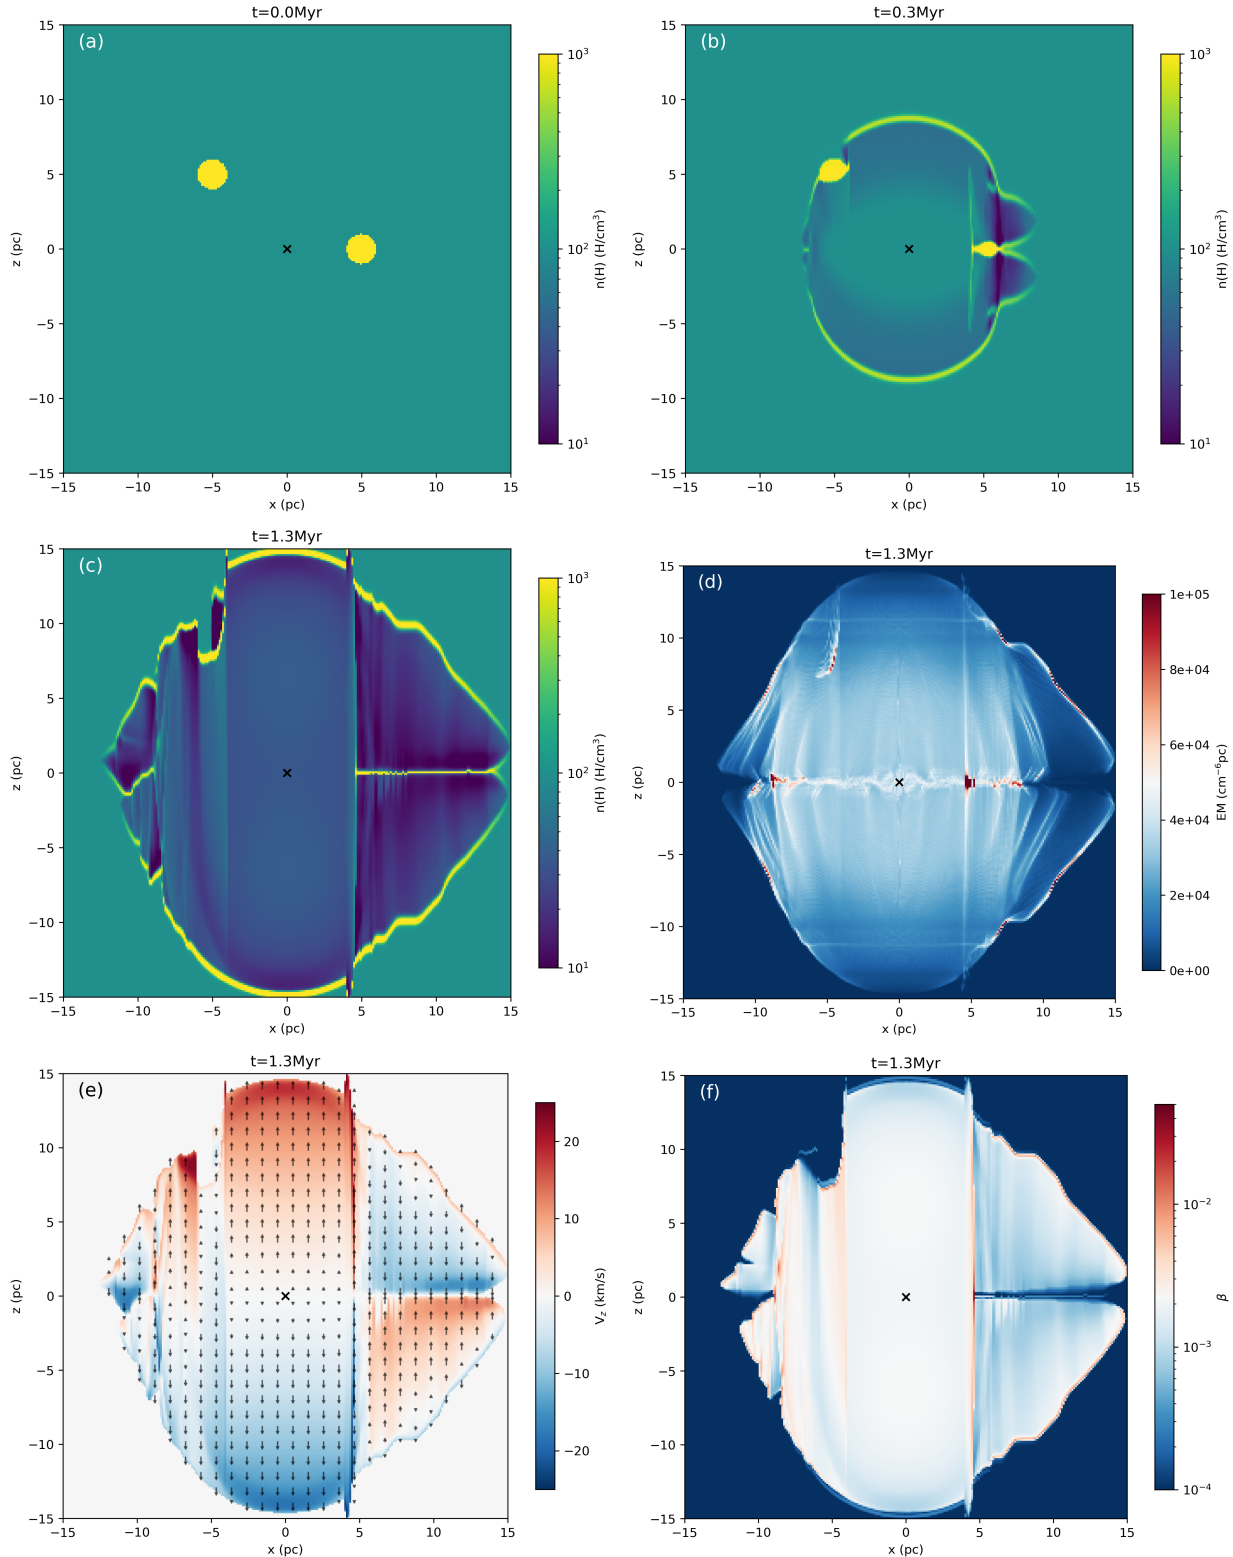 t=0.0Myr
(a)
15
10
5
0
−5
−10
−15
z (pc)
−15 −10 −5 0 5 10 15
x (pc)
10³
10²
10¹
n(H) (H/cm³)
t=0.3Myr
(b)
15
10
5
0
−5
−10
−15
z (pc)
−15 −10 −5 0 5 10 15
x (pc)
10³
10²
10¹
n(H) (H/cm³)
t=1.3Myr
(c)
15
10
5
0
−5
−10
−15
z (pc)
−15 −10 −5 0 5 10 15
x (pc)
10³
10²
10¹
n(H) (H/cm³)
t=1.3Myr
(d)
15
10
5
0
−5
−10
−15
z (pc)
−15 −10 −5 0 5 10 15
x (pc)
1e+05
8e+04
6e+04
4e+04
2e+04
0e+00
EM (cm⁻⁶pc)
t=1.3Myr
(e)
15
10
5
0
−5
−10
−15
z (pc)
−15 −10 −5 0 5 10 15
x (pc)
20
10
0
−10
−20
V_z (km/s)
t=1.3Myr
(f)
15
10
5
0
−5
−10
−15
z (pc)
−15 −10 −5 0 5 10 15
x (pc)
10⁻²
10⁻³
10⁻⁴
β